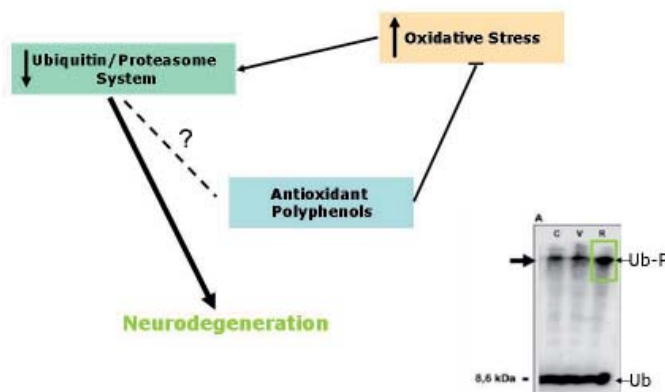 Ubiquitin/Proteasome
System
Oxidative Stress
?
Antioxidant
Polyphenols
Neurodegeneration
A
C V R
Ub-P
8,6 kDa
Ub